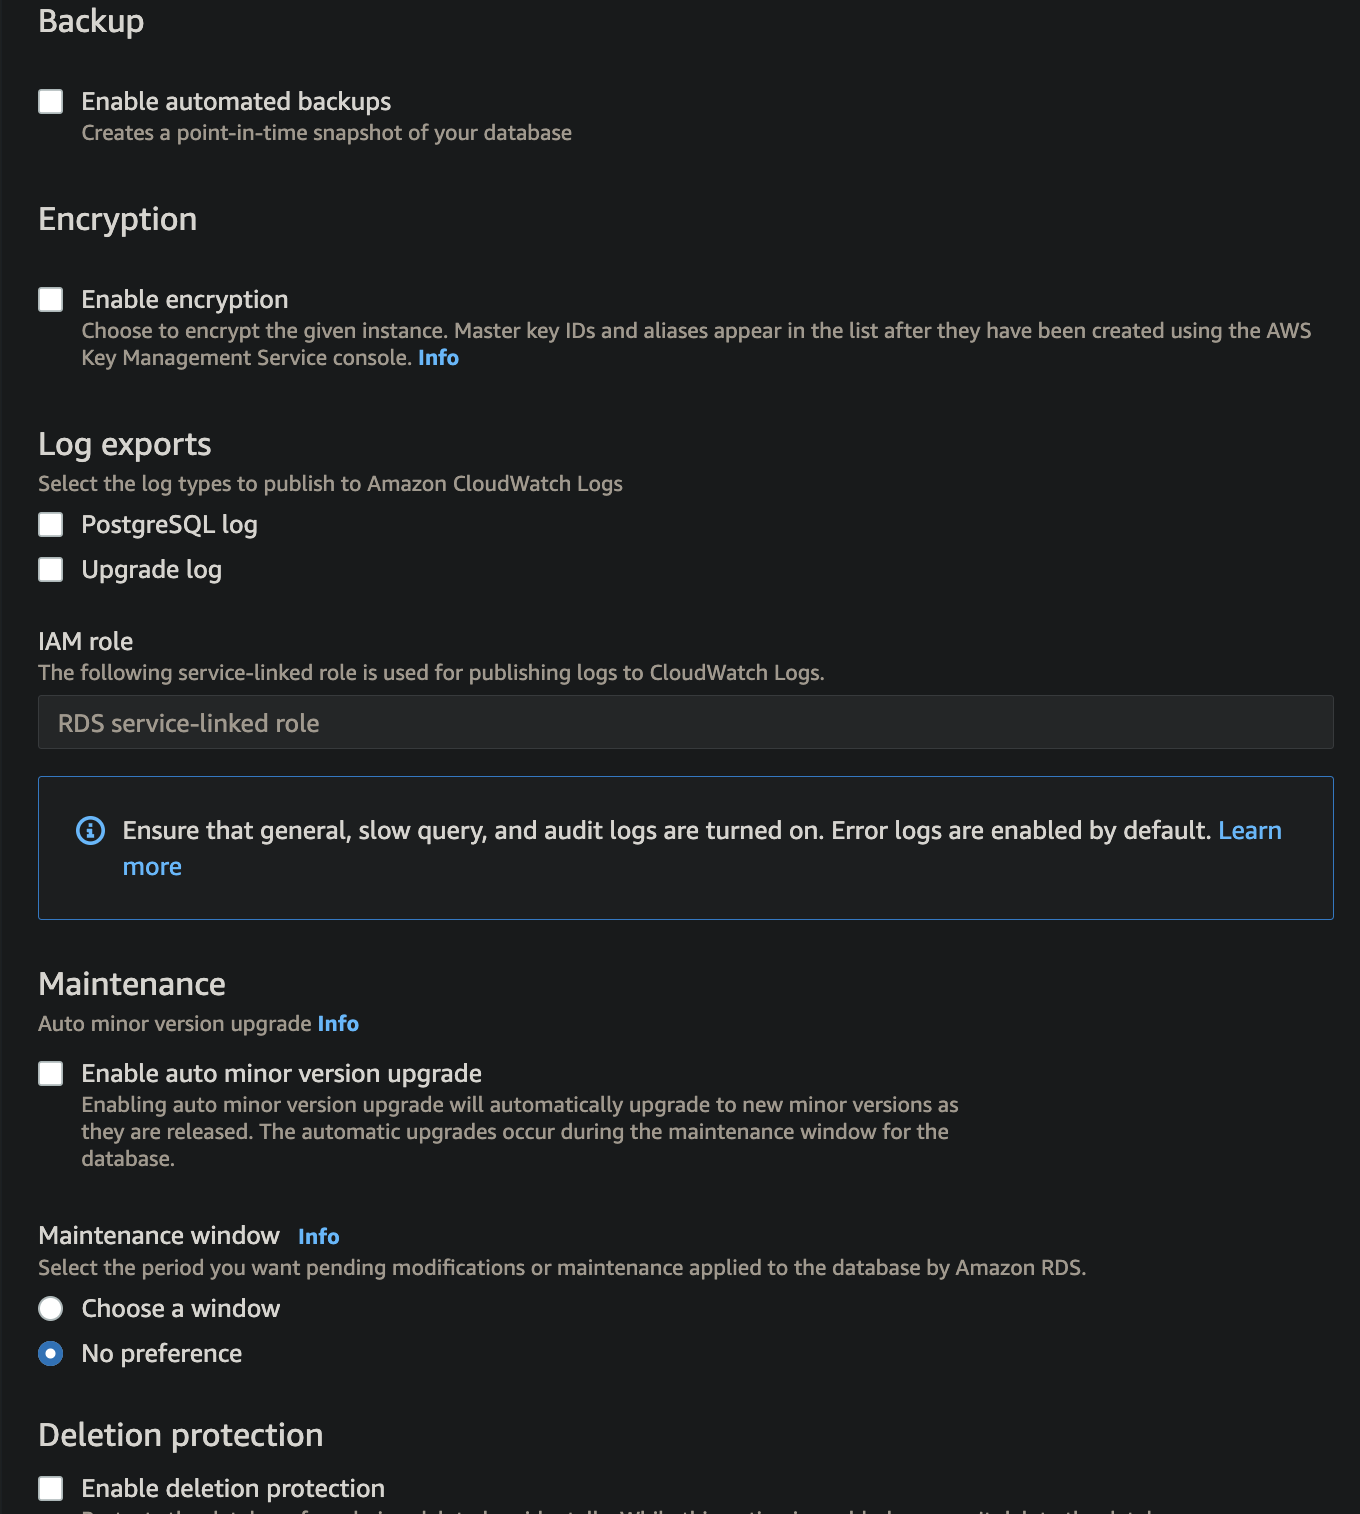 Backup
Enable automated backups
Creates a point-in-time snapshot of your database
Encryption
Enable encryption
Choose to encrypt the given instance. Master key IDs and aliases appear in the list after they have been created using the AWS
Key Management Service console. Info
Log exports
Select the log types to publish to Amazon CloudWatch Logs
PostgreSQL log
Upgrade log
IAM role
The following service-linked role is used for publishing logs to CloudWatch Logs.
RDS service-linked role
Ensure that general, slow query, and audit logs are turned on. Error logs are enabled by default. Learn
more
Maintenance
Auto minor version upgrade Info
Enable auto minor version upgrade
Enabling auto minor version upgrade will automatically upgrade to new minor versions as
they are released. The automatic upgrades occur during the maintenance window for the
database.
Maintenance window Info
Select the period you want pending modifications or maintenance applied to the database by Amazon RDS.
Choose a window
No preference
Deletion protection
Enable deletion protection